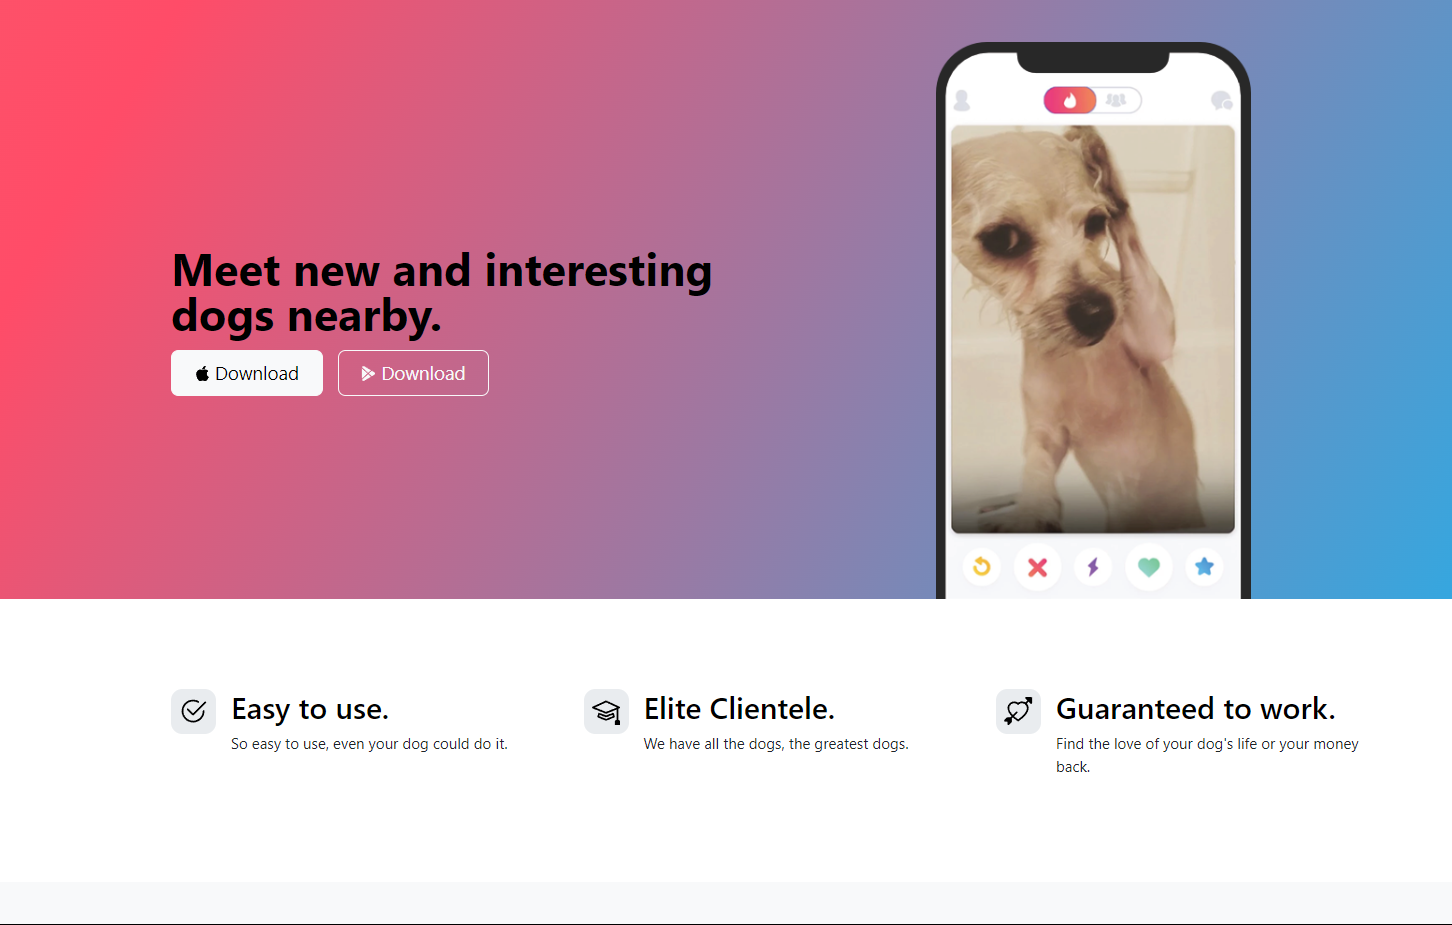 Meet new and interesting
dogs nearby.
Download
Download
Easy to use.
So easy to use, even your dog could do it.
Elite Clientele.
We have all the dogs, the greatest dogs.
Guaranteed to work.
Find the love of your dog's life or your money
back.